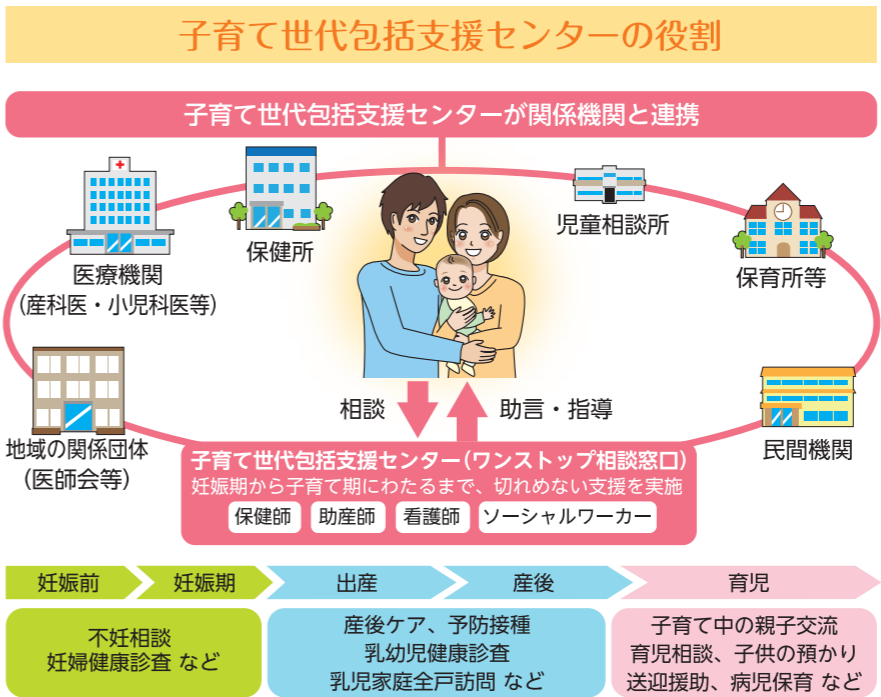 子育て世代包括支援センターの役割
子育て世代包括支援センターが関係機関と連携
医療機関
（産科医・小児科医等）
保健所
児童相談所
保育所等
地域の関係団体
（医師会等）
民間機関
相談
助言・指導
子育て世代包括支援センター（ワンストップ相談窓口）
妊娠期から子育て期にわたるまで、切れめない支援を実施
保健師 助産師 看護師 ソーシャルワーカー
妊娠前 妊娠期 出産 産後 育児
不妊相談
妊婦健康診査 など
産後ケア、予防接種
乳幼児健康診査
乳児家庭全戸訪問 など
子育て中の親子交流
育児相談、子供の預かり
送迎援助、病児保育 など